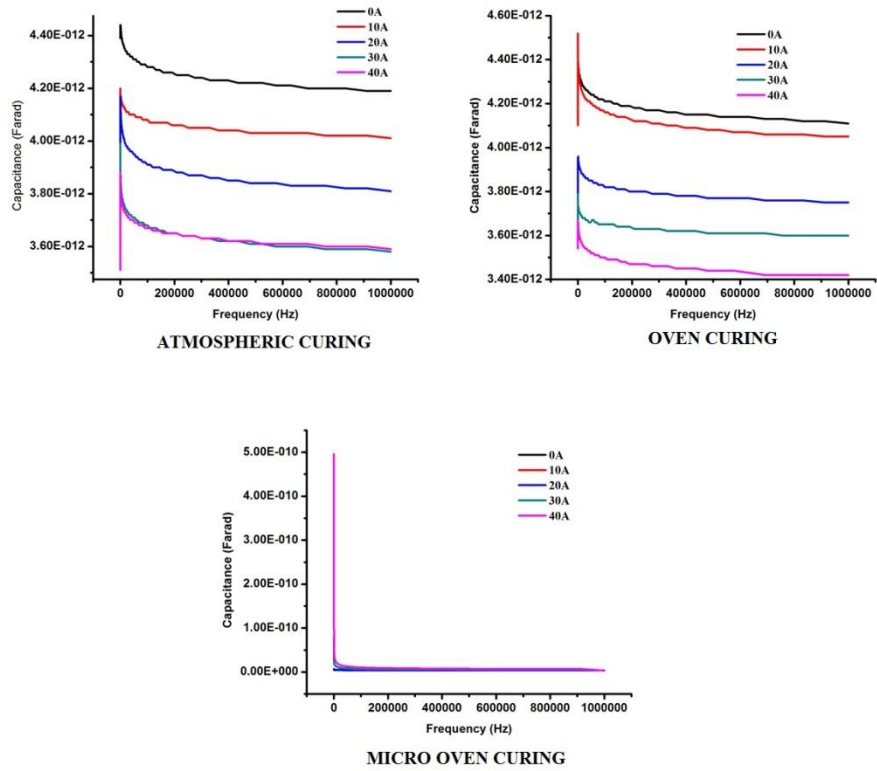 0A
10A
20A
30A
40A
4.40E-012
4.20E-012
4.00E-012
3.80E-012
3.60E-012
Capacitance (Farad)
0 200000 400000 600000 800000 1000000
Frequency (Hz)
ATMOSPHERIC CURING
0A
10A
20A
30A
40A
4.60E-012
4.40E-012
4.20E-012
4.00E-012
3.80E-012
3.60E-012
3.40E-012
Capacitance (Farad)
0 200000 400000 600000 800000 1000000
Frequency (Hz)
OVEN CURING
0A
10A
20A
30A
40A
5.00E-010
4.00E-010
3.00E-010
2.00E-010
1.00E-010
0.00E+000
Capacitance (Farad)
0 200000 400000 600000 800000 1000000
Frequency (Hz)
MICRO OVEN CURING